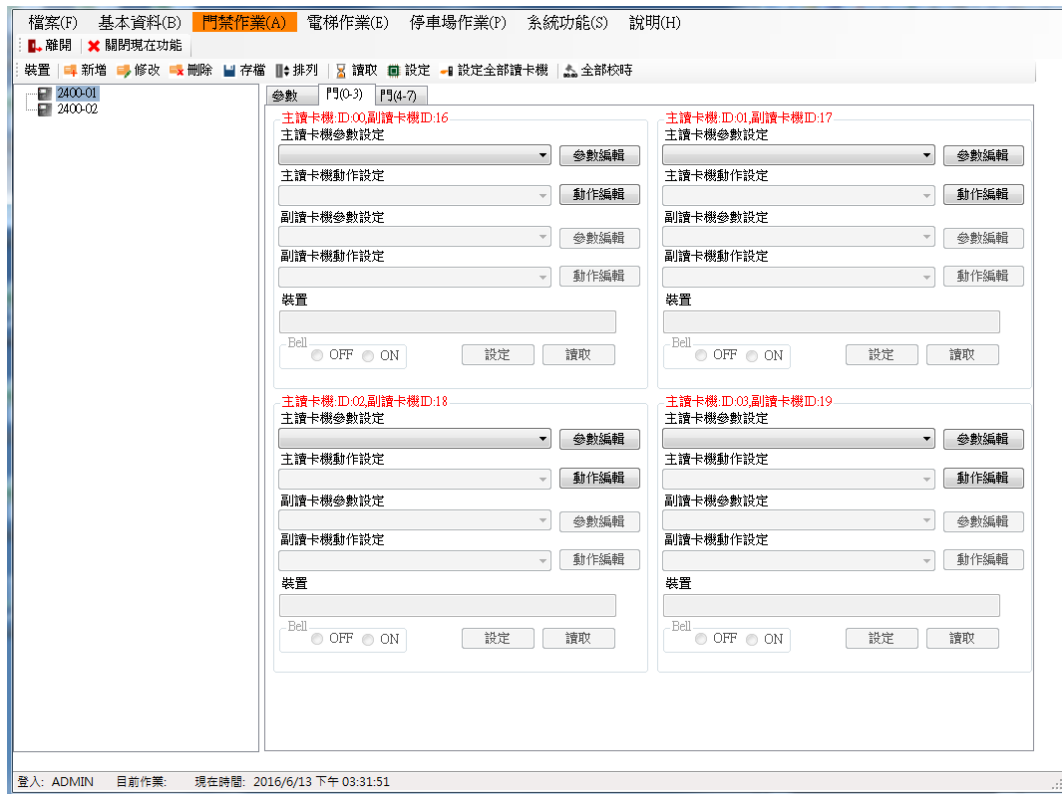 檔案(F) 基本資料(B) 門禁作業(A) 電梯作業(E) 停車場作業(P) 系統功能(S) 說明(H)
離開 關閉現在功能
裝置 新增 修改 刪除 存檔 排列 讀取 設定 設定全部讀卡機 全部校時
2400-01
2400-02
參數 門(0-3) 門(4-7)
主讀卡機:ID:00,副讀卡機ID:16
主讀卡機參數設定
參數編輯
主讀卡機動作設定
動作編輯
副讀卡機參數設定
參數編輯
副讀卡機動作設定
動作編輯
裝置
Bell
OFF ON 設定 讀取
主讀卡機:ID:01,副讀卡機ID:17
主讀卡機參數設定
參數編輯
主讀卡機動作設定
動作編輯
副讀卡機參數設定
參數編輯
副讀卡機動作設定
動作編輯
裝置
Bell
OFF ON 設定 讀取
主讀卡機:ID:02,副讀卡機ID:18
主讀卡機參數設定
參數編輯
主讀卡機動作設定
動作編輯
副讀卡機參數設定
參數編輯
副讀卡機動作設定
動作編輯
裝置
Bell
OFF ON 設定 讀取
主讀卡機:ID:03,副讀卡機ID:19
主讀卡機參數設定
參數編輯
主讀卡機動作設定
動作編輯
副讀卡機參數設定
參數編輯
副讀卡機動作設定
動作編輯
裝置
Bell
OFF ON 設定 讀取
登入: ADMIN 目前作業: 現在時間: 2016/6/13 下午 03:31:51